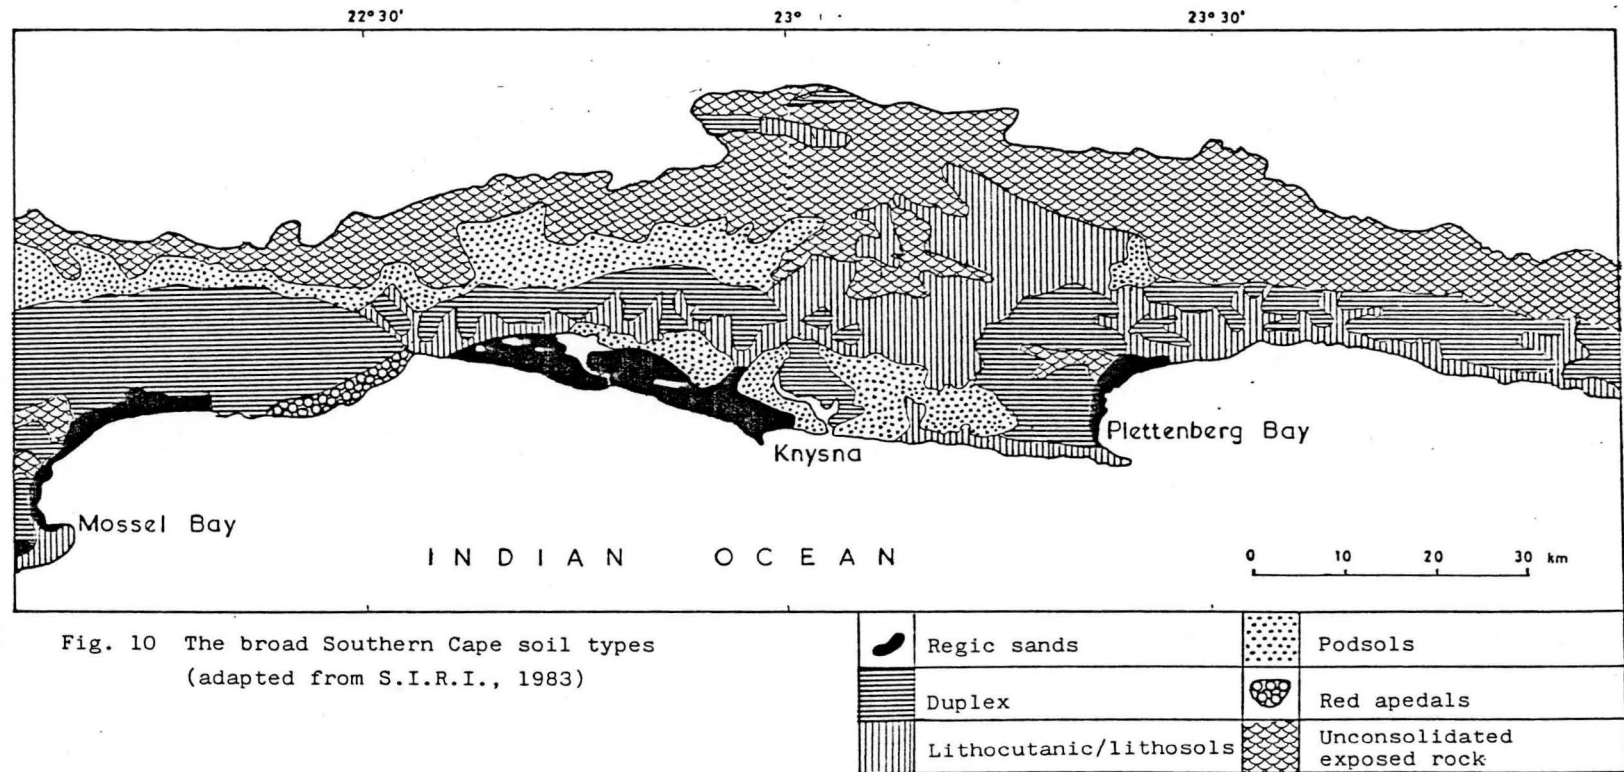 22° 30' 23° 23° 30'
Plettenberg Bay
Knysna
Mossel Bay
INDIAN OCEAN
0 10 20 30 km
Fig. 10 The broad Southern Cape soil types
(adapted from S.I.R.I., 1983)
Regic sands
Podsols
Duplex
Red apedals
Lithocutanic/lithosols
Unconsolidated
exposed rock